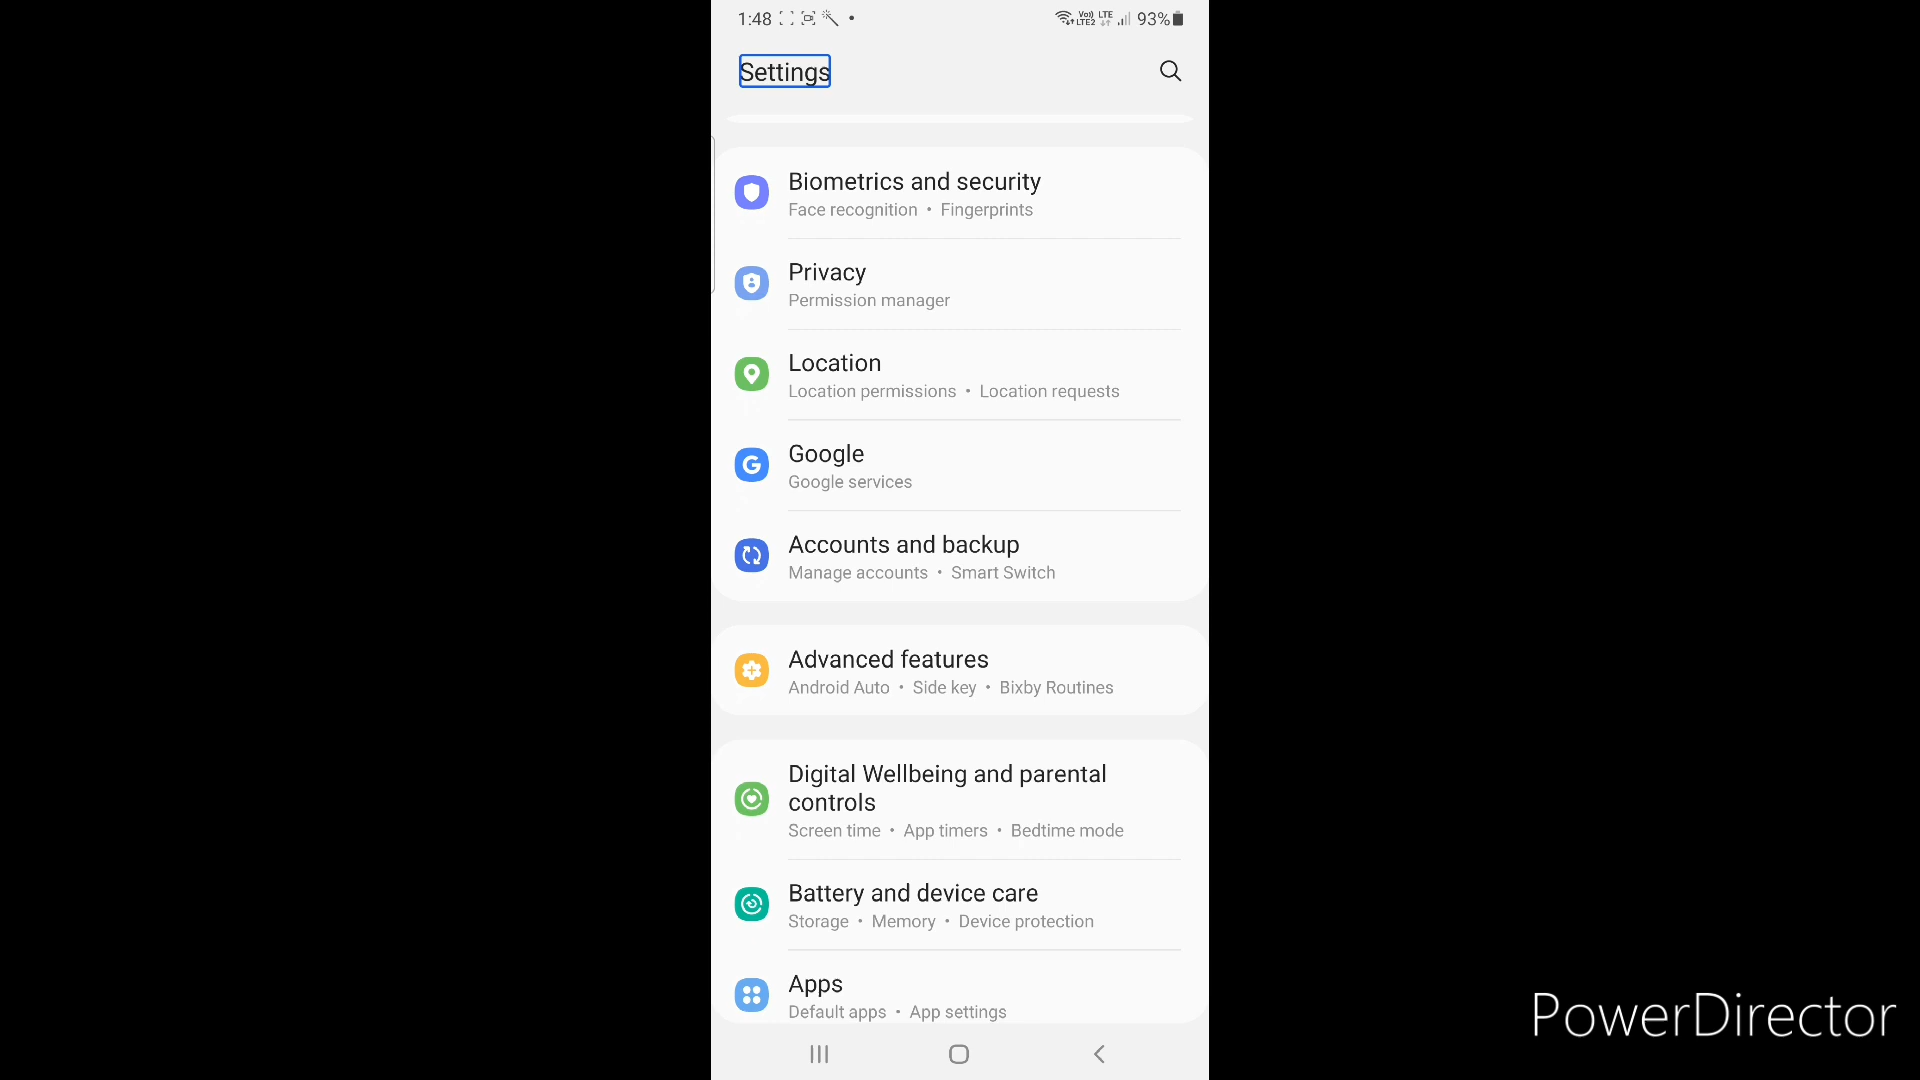 1:48
Vo)) LTE
LTE2
93%
Settings
Biometrics and security
Face recognition • Fingerprints
Privacy
Permission manager
Location
Location permissions • Location requests
Google
Google services
Accounts and backup
Manage accounts • Smart Switch
Advanced features
Android Auto • Side key • Bixby Routines
Digital Wellbeing and parental
controls
Screen time • App timers • Bedtime mode
Battery and device care
Storage • Memory • Device protection
Apps
Default apps • App settings
PowerDirector